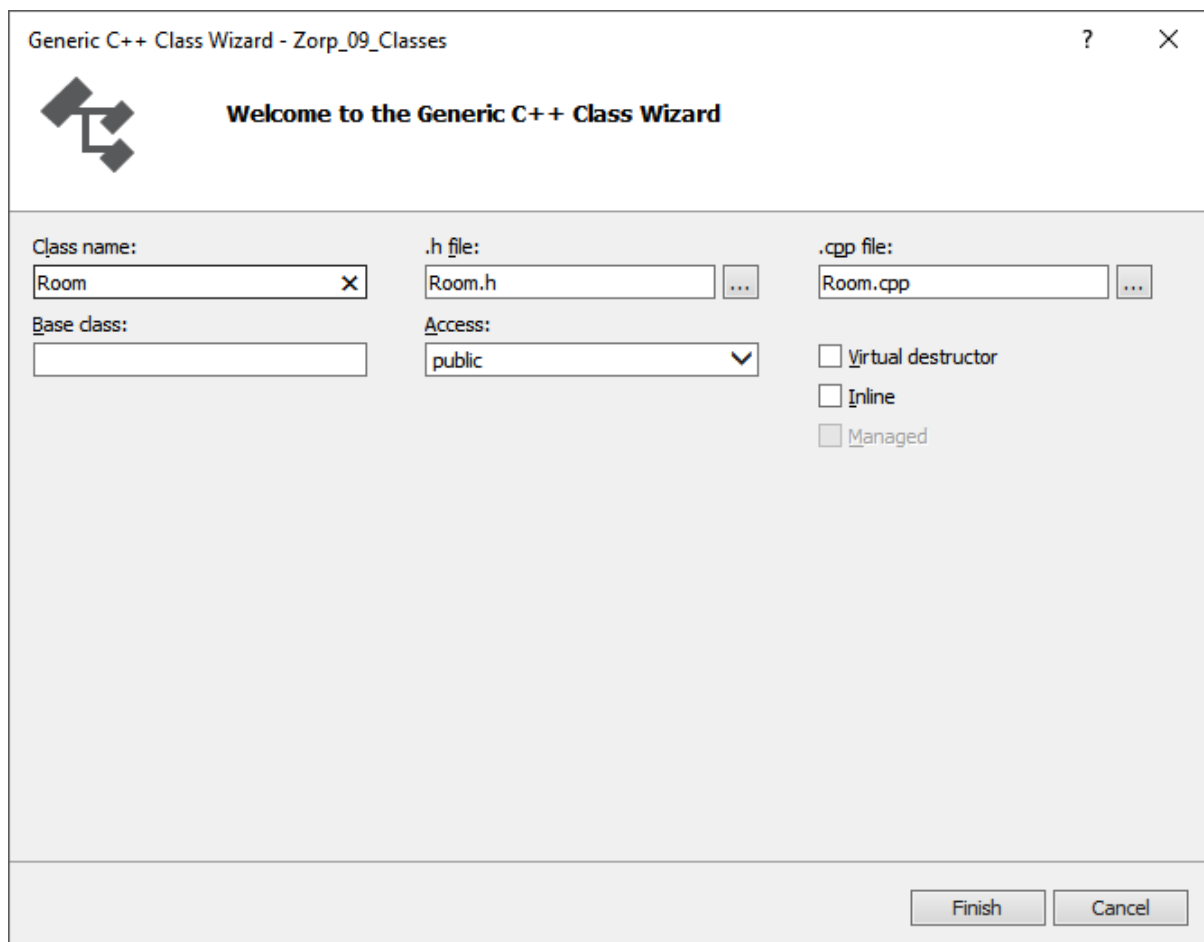 Generic C++ Class Wizard - Zorp_09_Classes
?
Welcome to the Generic C++ Class Wizard
Class name:
.h file:
.cpp file:
Room
Room.h
...
Room.cpp
...
Base class:
Access:
public
Virtual destructor
Inline
Managed
Finish
Cancel